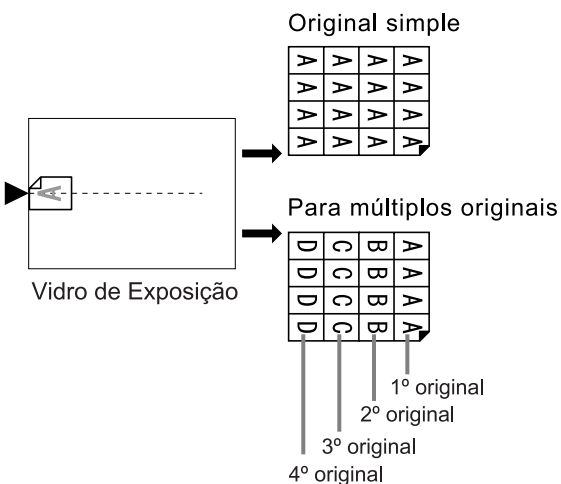 Original simple
A A A A
A A A A
A A A A
A A A A
A
Vidro de Exposição
Para múltiplos originais
D C B A
D C B A
D C B A
D C B A
1º original
2º original
3º original
4º original